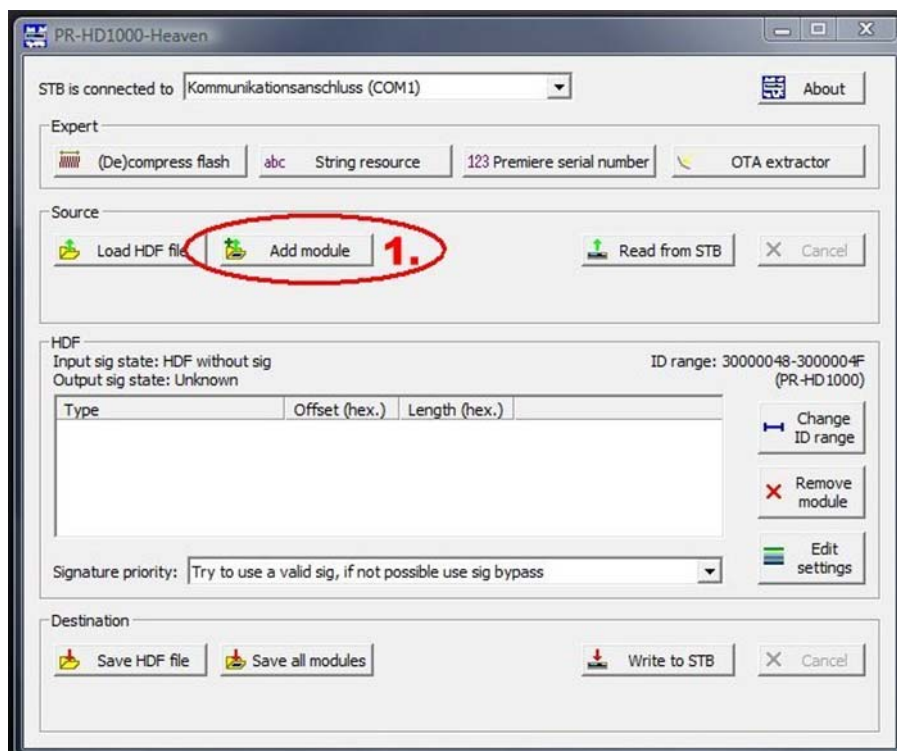 PR-HD1000-Heaven
STB is connected to Kommunikationsanschluss (COM1) About
Expert
(De)compress flash abc String resource 123 Premiere serial number OTA extractor
Source
Load HDF file Add module 1. Read from STB Cancel
HDF
Input sig state: HDF without sig ID range: 30000048-3000004F
Output sig state: Unknown (PR-HD1000)
Type Offset (hex.) Length (hex.)
Change
ID range
Remove
module
Edit
settings
Signature priority: Try to use a valid sig, if not possible use sig bypass
Destination
Save HDF file Save all modules Write to STB Cancel